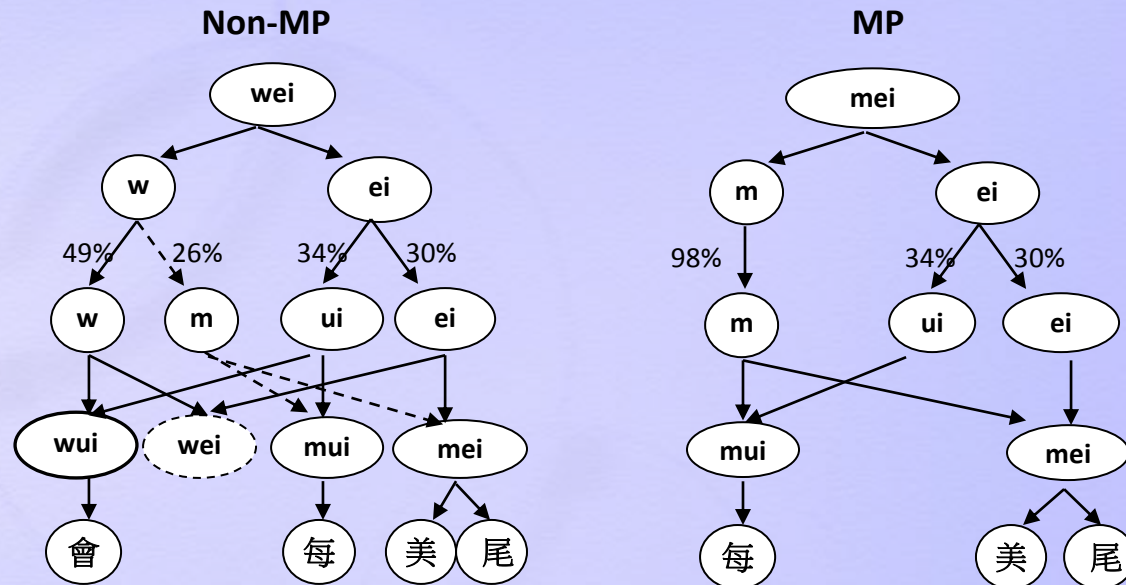 Non-MP MP
wei mei
w ei m ei
49% 26% 34% 30% 98% 34% 30%
w m ui ei m ui ei
wui wei mui mei mui mei
會 每 美 尾 每 美 尾